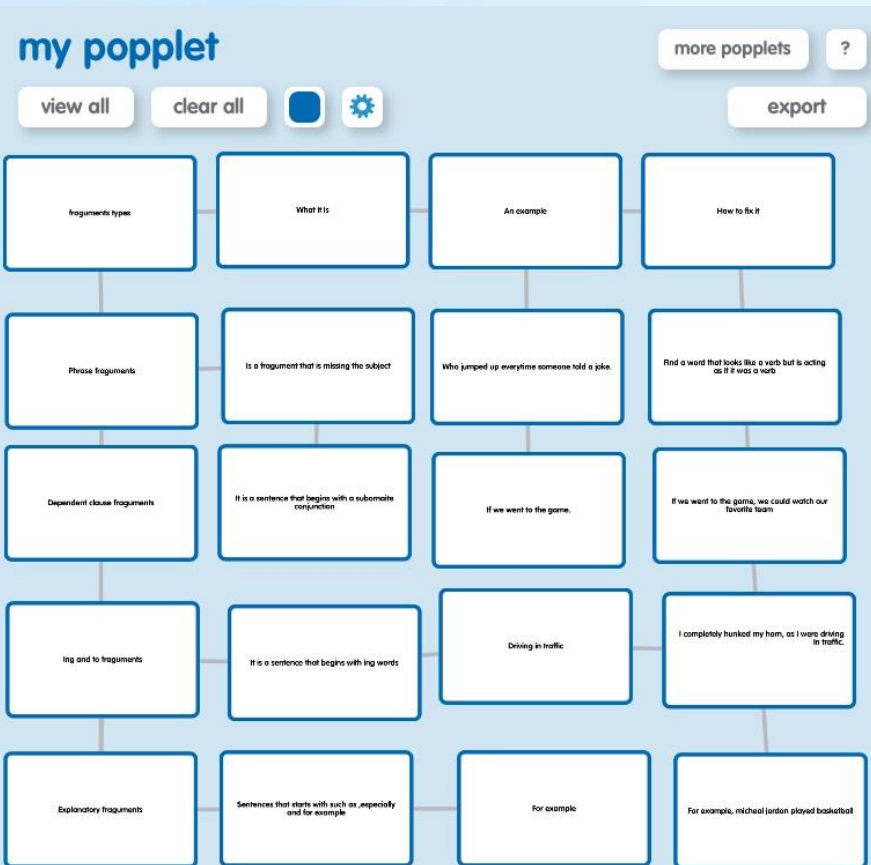 my popplet
more popplets
?
view all
clear all
export
fraguments types
What it is
An example
How to fix it
Phrase fraguments
Is a fragument that is missing the subject
Who jumped up everytime someone told a joke.
Find a word that looks like a verb but is acting
as if it was a verb
Dependent clause fraguments
It is a sentence that begins with a subornaite
conjunction
If we went to the game.
If we went to the game, we could watch our
favorite team
Ing and to fraguments
It is a sentence that begins with ing words
Driving in traffic
I completely hunked my horn, as I were driving
in traffic.
Explanatory fraguments
Sentences that starts with such as ,especially
and for example
For example
For example, micheal jordan played basketball